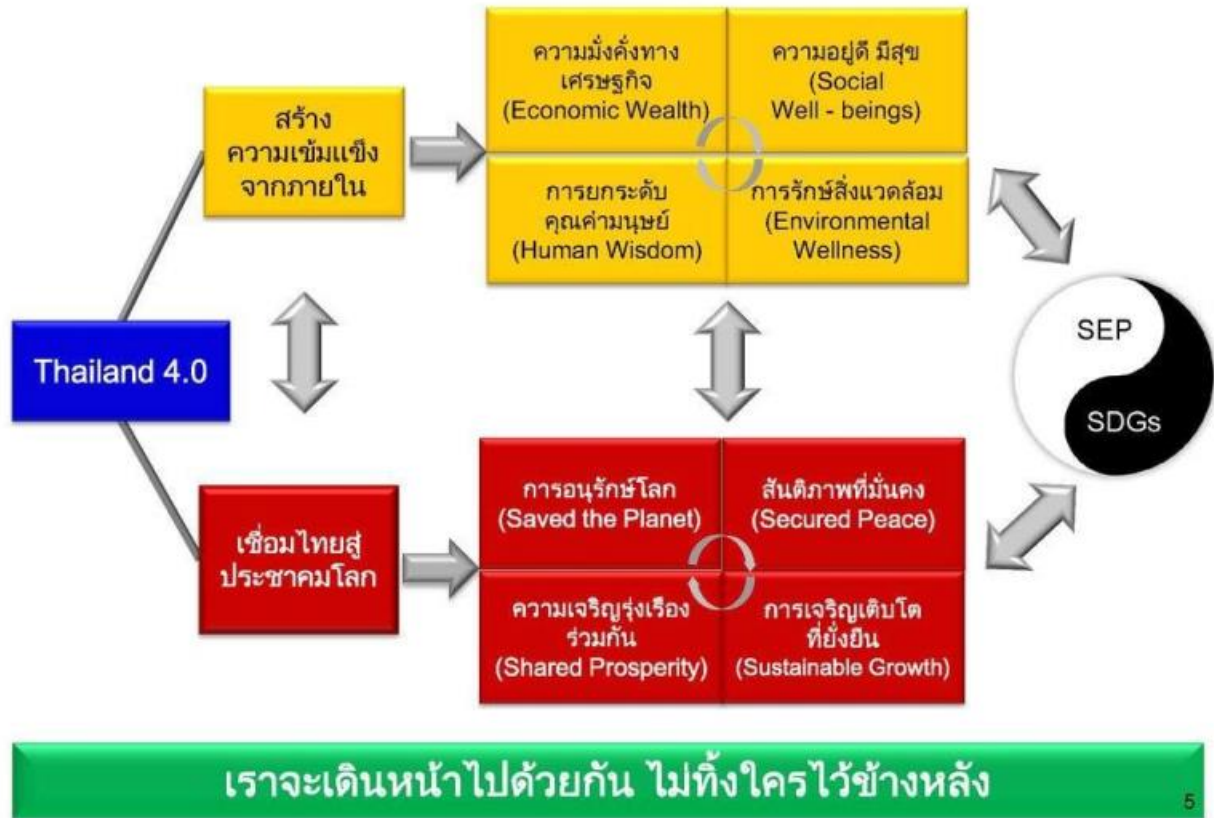 ความมั่งคั่งทาง
เศรษฐกิจ
(Economic Wealth)
ความอยู่ดี มีสุข
(Social
Well - beings)
สร้าง
ความเข้มแข็ง
จากภายใน
การยกระดับ
คุณค่ามนุษย์
(Human Wisdom)
การรักษ์สิ่งแวดล้อม
(Environmental
Wellness)
Thailand 4.0
SEP
SDGs
เชื่อมไทยสู่
ประชาคมโลก
การอนุรักษ์โลก
(Saved the Planet)
สันติภาพที่มั่นคง
(Secured Peace)
ความเจริญรุ่งเรือง
ร่วมกัน
(Shared Prosperity)
การเจริญเติบโต
ที่ยั่งยืน
(Sustainable Growth)
เราจะเดินหน้าไปด้วยกัน ไม่ทิ้งใครไว้ข้างหลัง
5